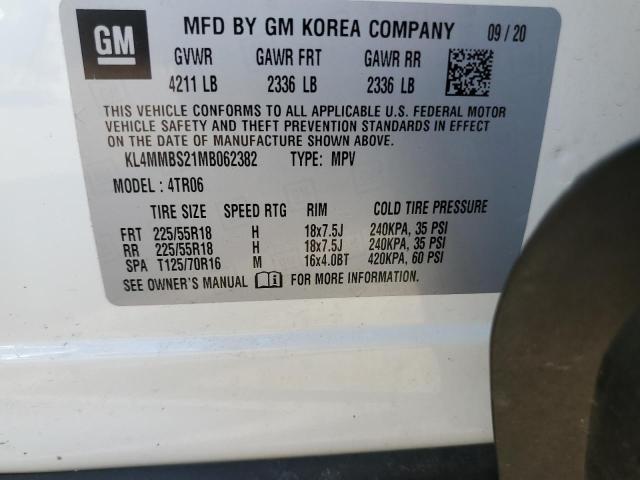 GM MFD BY GM KOREA COMPANY 09/20
GVWR GAWR FRT GAWR RR
4211 LB 2336 LB 2336 LB
THIS VEHICLE CONFORMS TO ALL APPLICABLE U.S. FEDERAL MOTOR
VEHICLE SAFETY AND THEFT PREVENTION STANDARDS IN EFFECT
ON THE DATE OF MANUFACTURE SHOWN ABOVE.
KL4MMBS21MB062382 TYPE: MPV
MODEL: 4TR06
TIRE SIZE SPEED RTG RIM COLD TIRE PRESSURE
FRT 225/55R18 H 18x7.5J 240KPA, 35 PSI
RR 225/55R18 H 18x7.5J 240KPA, 35 PSI
SPA T125/70R16 M 16x4.0BT 420KPA, 60 PSI
SEE OWNER'S MANUAL FOR MORE INFORMATION.